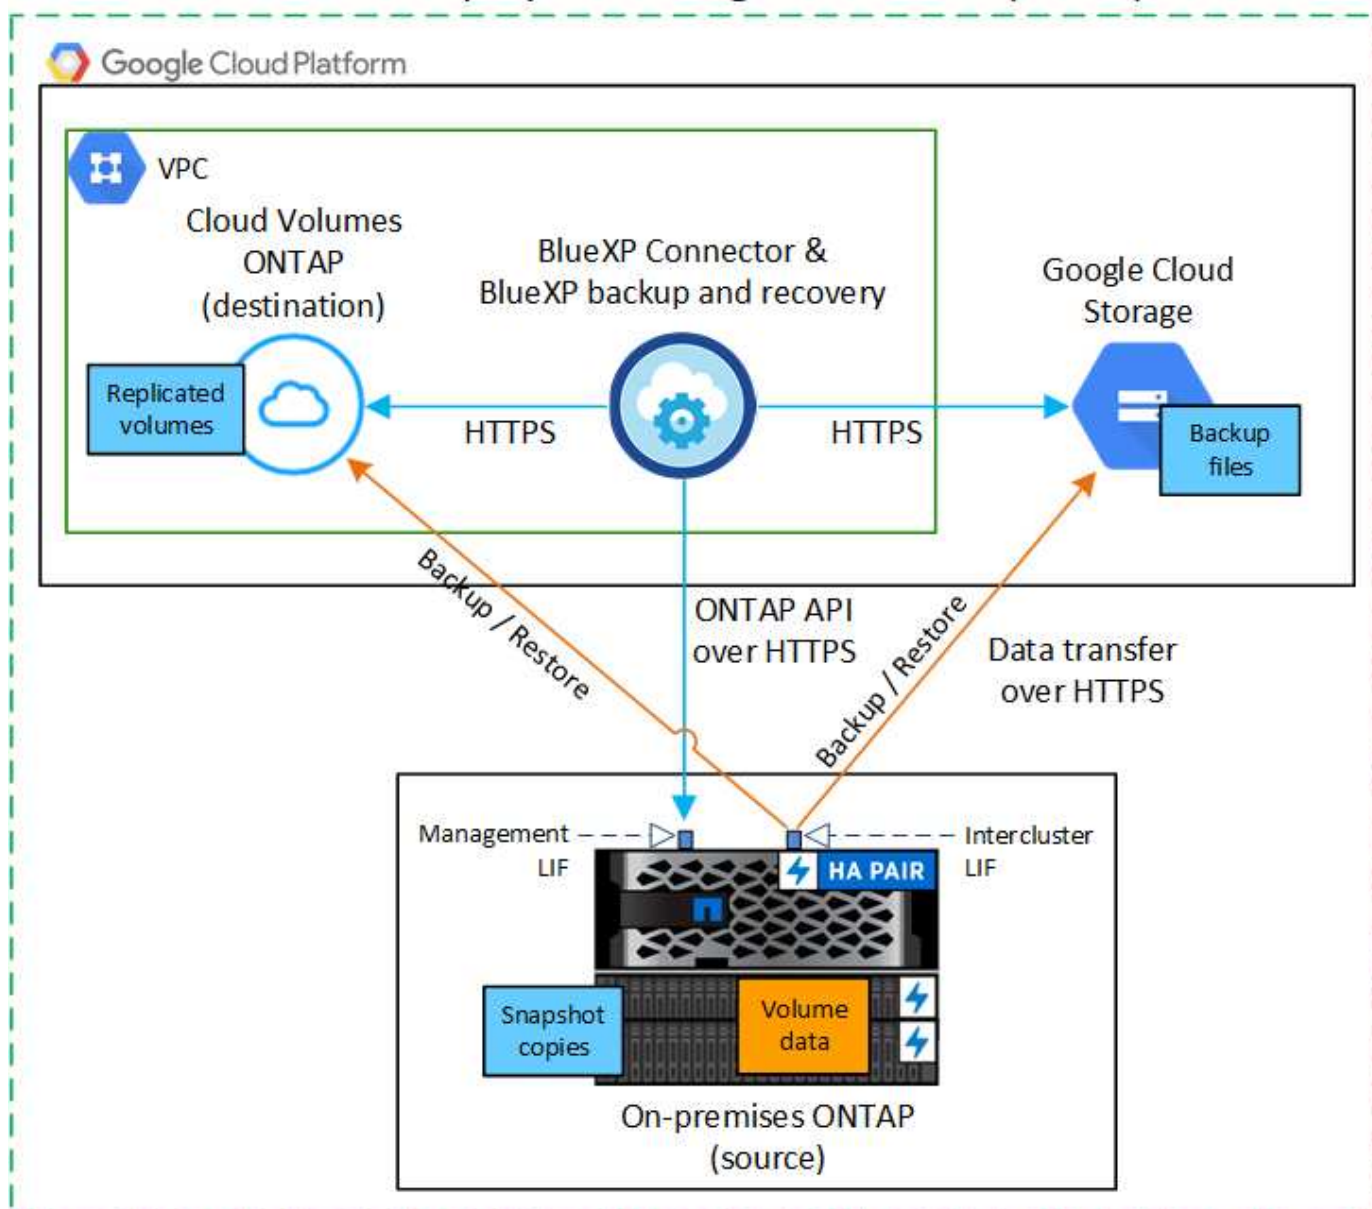 Google Cloud Platform
VPC
Cloud Volumes
ONTAP
(destination)
BlueXP Connector &
BlueXP backup and recovery
Google Cloud
Storage
Replicated
volumes
HTTPS
HTTPS
Backup
files
Backup / Restore
ONTAP API
over HTTPS
Backup / Restore
Data transfer
over HTTPS
Management
LIF
Intercluster
LIF
HA PAIR
Snapshot
copies
Volume
data
On-premises ONTAP
(source)